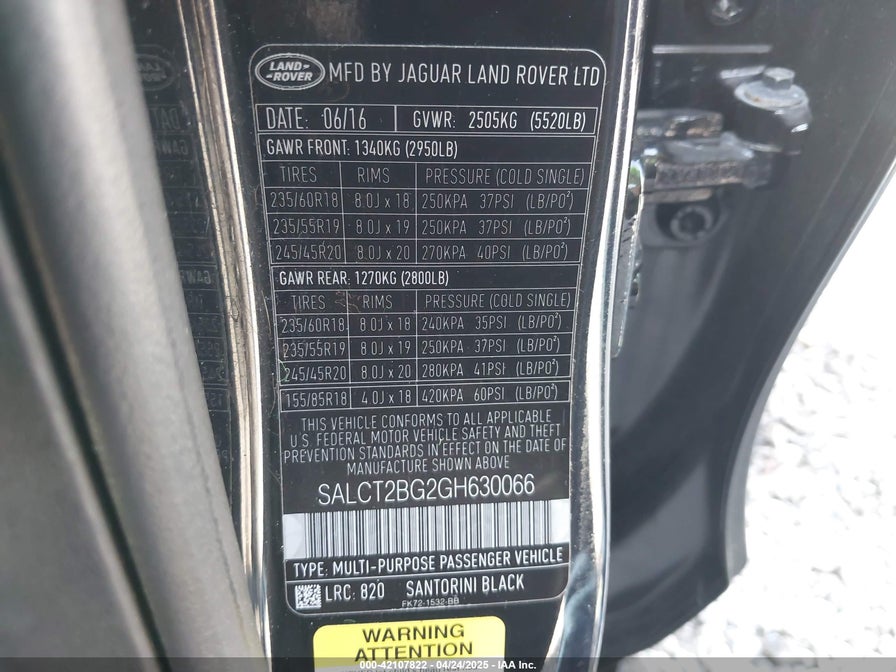 LAND-
ROVER
MFD BY JAGUAR LAND ROVER LTD
DATE: 06/16 GVWR: 2505KG (5520LB)
GAWR FRONT: 1340KG (2950LB)
TIRES RIMS PRESSURE (COLD SINGLE)
235/60R18 8.0J x 18 250KPA 37PSI (LB/PO²)
235/55R19 8.0J x 19 250KPA 37PSI (LB/PO²)
245/45R20 8.0J x 20 270KPA 40PSI (LB/PO²)
GAWR REAR: 1270KG (2800LB)
TIRES RIMS PRESSURE (COLD SINGLE)
235/60R18 8.0J x 18 240KPA 35PSI (LB/PO²)
235/55R19 8.0J x 19 250KPA 37PSI (LB/PO²)
245/45R20 8.0J x 20 280KPA 41PSI (LB/PO²)
155/85R18 4.0J x 18 420KPA 60PSI (LB/PO²)
THIS VEHICLE CONFORMS TO ALL APPLICABLE
U.S. FEDERAL MOTOR VEHICLE SAFETY AND THEFT
PREVENTION STANDARDS IN EFFECT ON THE DATE OF
MANUFACTURE SHOWN ABOVE
SALCT2BG2GH630066
TYPE: MULTI-PURPOSE PASSENGER VEHICLE
LRC: 820 SANTORINI BLACK
FK72-1532-BB
WARNING
ATTENTION
000-42107822 - 04/24/2025 - IAA Inc.